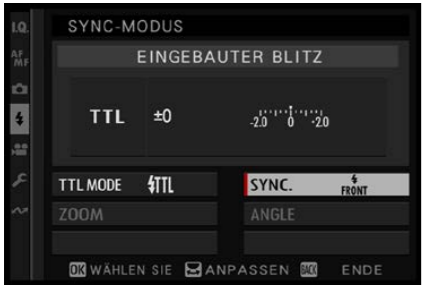 I.Q.
SYNC-MODUS
AF
MF
EINGEBAUTER BLITZ
TTL ±0
-2.0 0 -2.0
TTL MODE TTL
SYNC. FRONT
ZOOM
ANGLE
OK WÄHLEN SIE ANPASSEN BACK ENDE